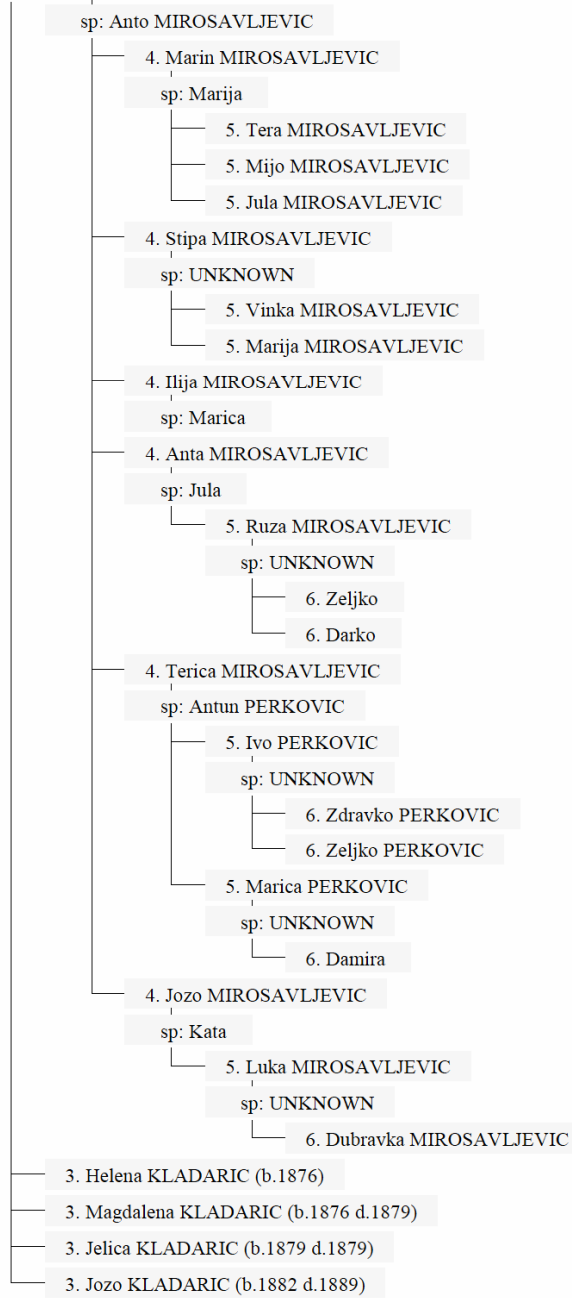 sp: Anto MIROSAVLJEVIC
4. Marin MIROSAVLJEVIC
sp: Marija
5. Tera MIROSAVLJEVIC
5. Mijo MIROSAVLJEVIC
5. Jula MIROSAVLJEVIC
4. Stipa MIROSAVLJEVIC
sp: UNKNOWN
5. Vinka MIROSAVLJEVIC
5. Marija MIROSAVLJEVIC
4. Ilija MIROSAVLJEVIC
sp: Marica
4. Anta MIROSAVLJEVIC
sp: Jula
5. Ruza MIROSAVLJEVIC
sp: UNKNOWN
6. Zeljko
6. Darko
4. Terica MIROSAVLJEVIC
sp: Antun PERKOVIC
5. Ivo PERKOVIC
sp: UNKNOWN
6. Zdravko PERKOVIC
6. Zeljko PERKOVIC
5. Marica PERKOVIC
sp: UNKNOWN
6. Damira
4. Jozo MIROSAVLJEVIC
sp: Kata
5. Luka MIROSAVLJEVIC
sp: UNKNOWN
6. Dubravka MIROSAVLJEVIC
3. Helena KLADARIC (b.1876)
3. Magdalena KLADARIC (b.1876 d.1879)
3. Jelica KLADARIC (b.1879 d.1879)
3. Jozo KLADARIC (b.1882 d.1889)